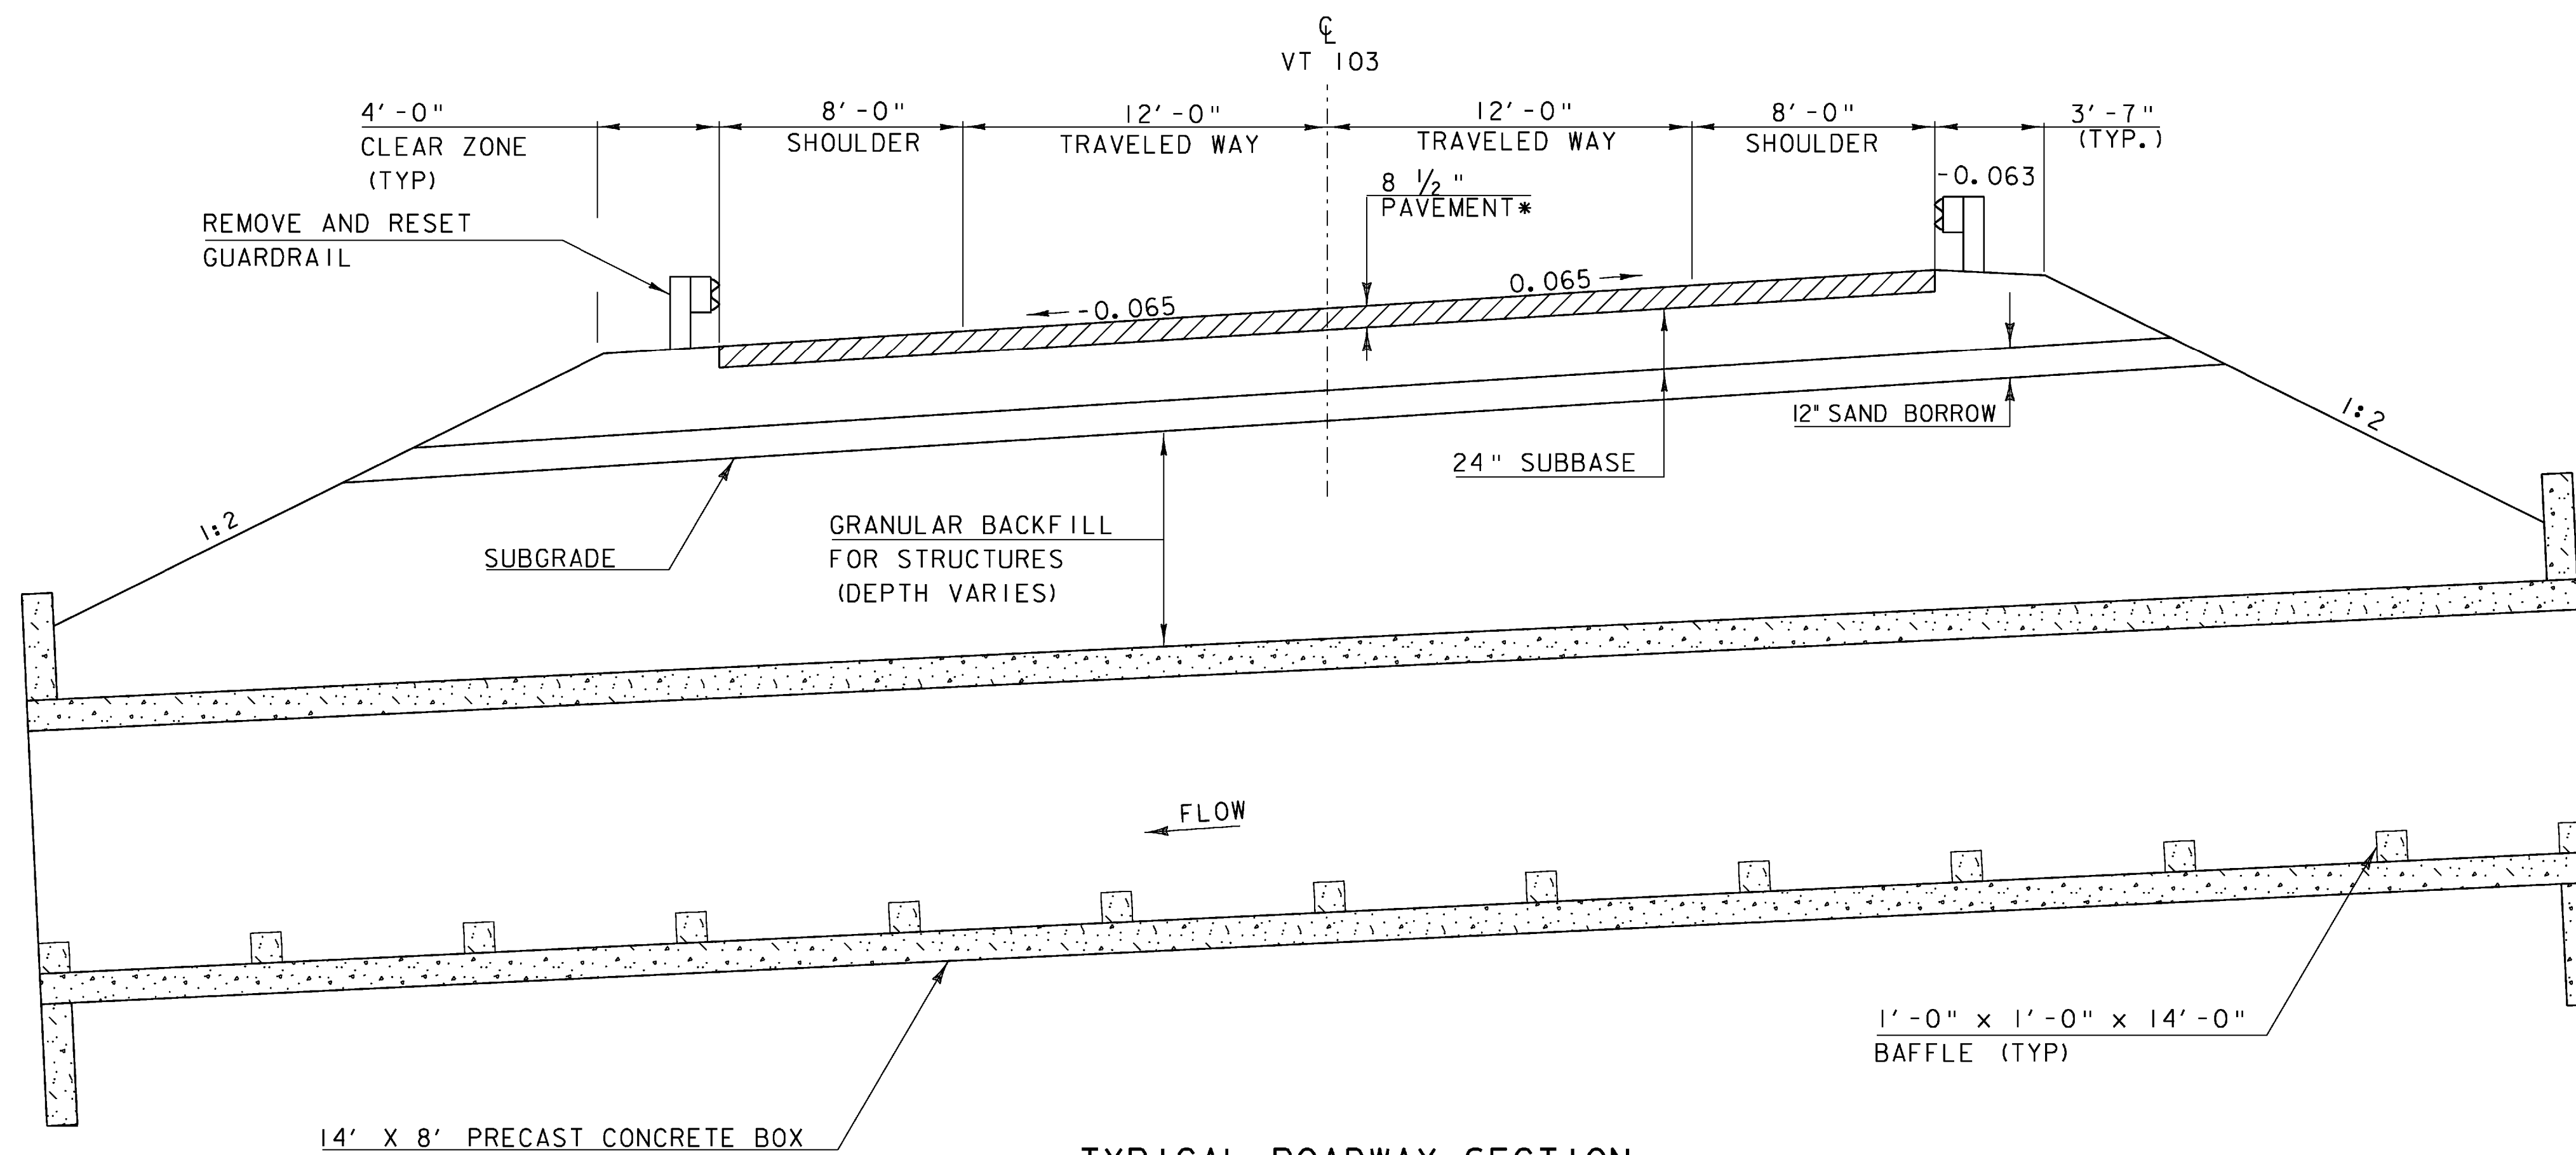 ℄
VT 103
4'-0"
CLEAR ZONE
(TYP)
8'-0"
SHOULDER
12'-0"
TRAVELED WAY
12'-0"
TRAVELED WAY
8'-0"
SHOULDER
3'-7"
(TYP.)
-0.063
8 1/2"
PAVEMENT*
REMOVE AND RESET
GUARDRAIL
-0.065
0.065
12" SAND BORROW
24" SUBBASE
1:2
1:2
SUBGRADE
GRANULAR BACKFILL
FOR STRUCTURES
(DEPTH VARIES)
FLOW
1'-0" x 1'-0" x 14'-0"
BAFFLE (TYP)
14' X 8' PRECAST CONCRETE BOX
TYPICAL ROADWAY SECTION